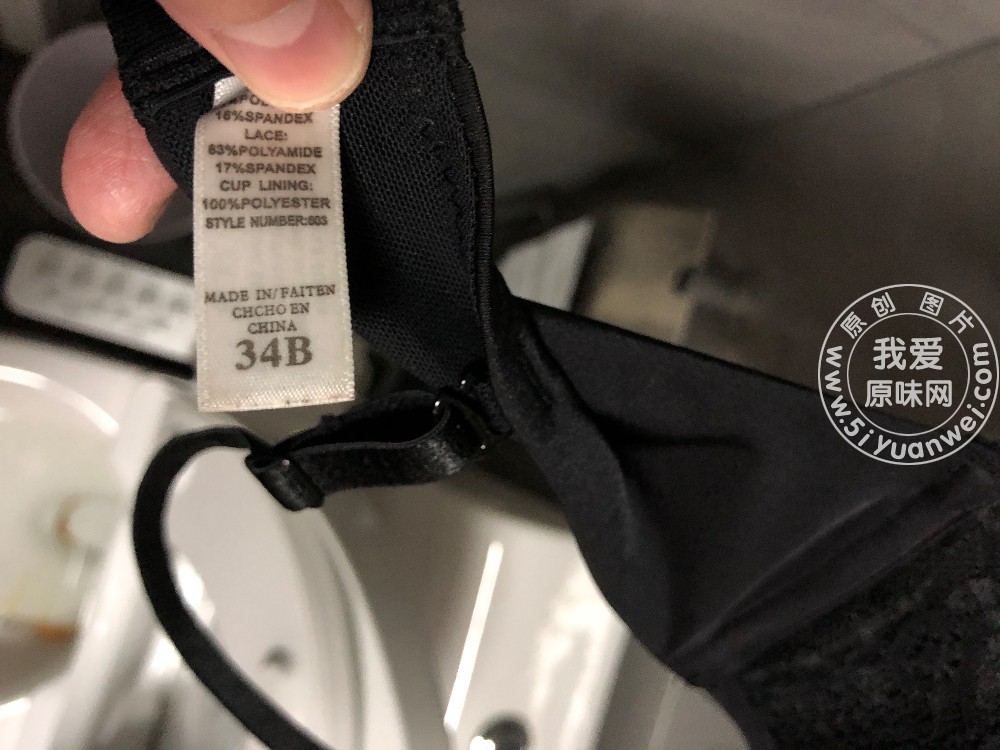 16%SPANDEX
LACE:
83%POLYAMIDE
17%SPANDEX
CUP LINING:
100%POLYESTER
STYLE NUMBER:603
MADE IN/FAITEN
CHCHO EN
CHINA
34B
原创图片
我爱
原味网
www.5iyuanwei.com